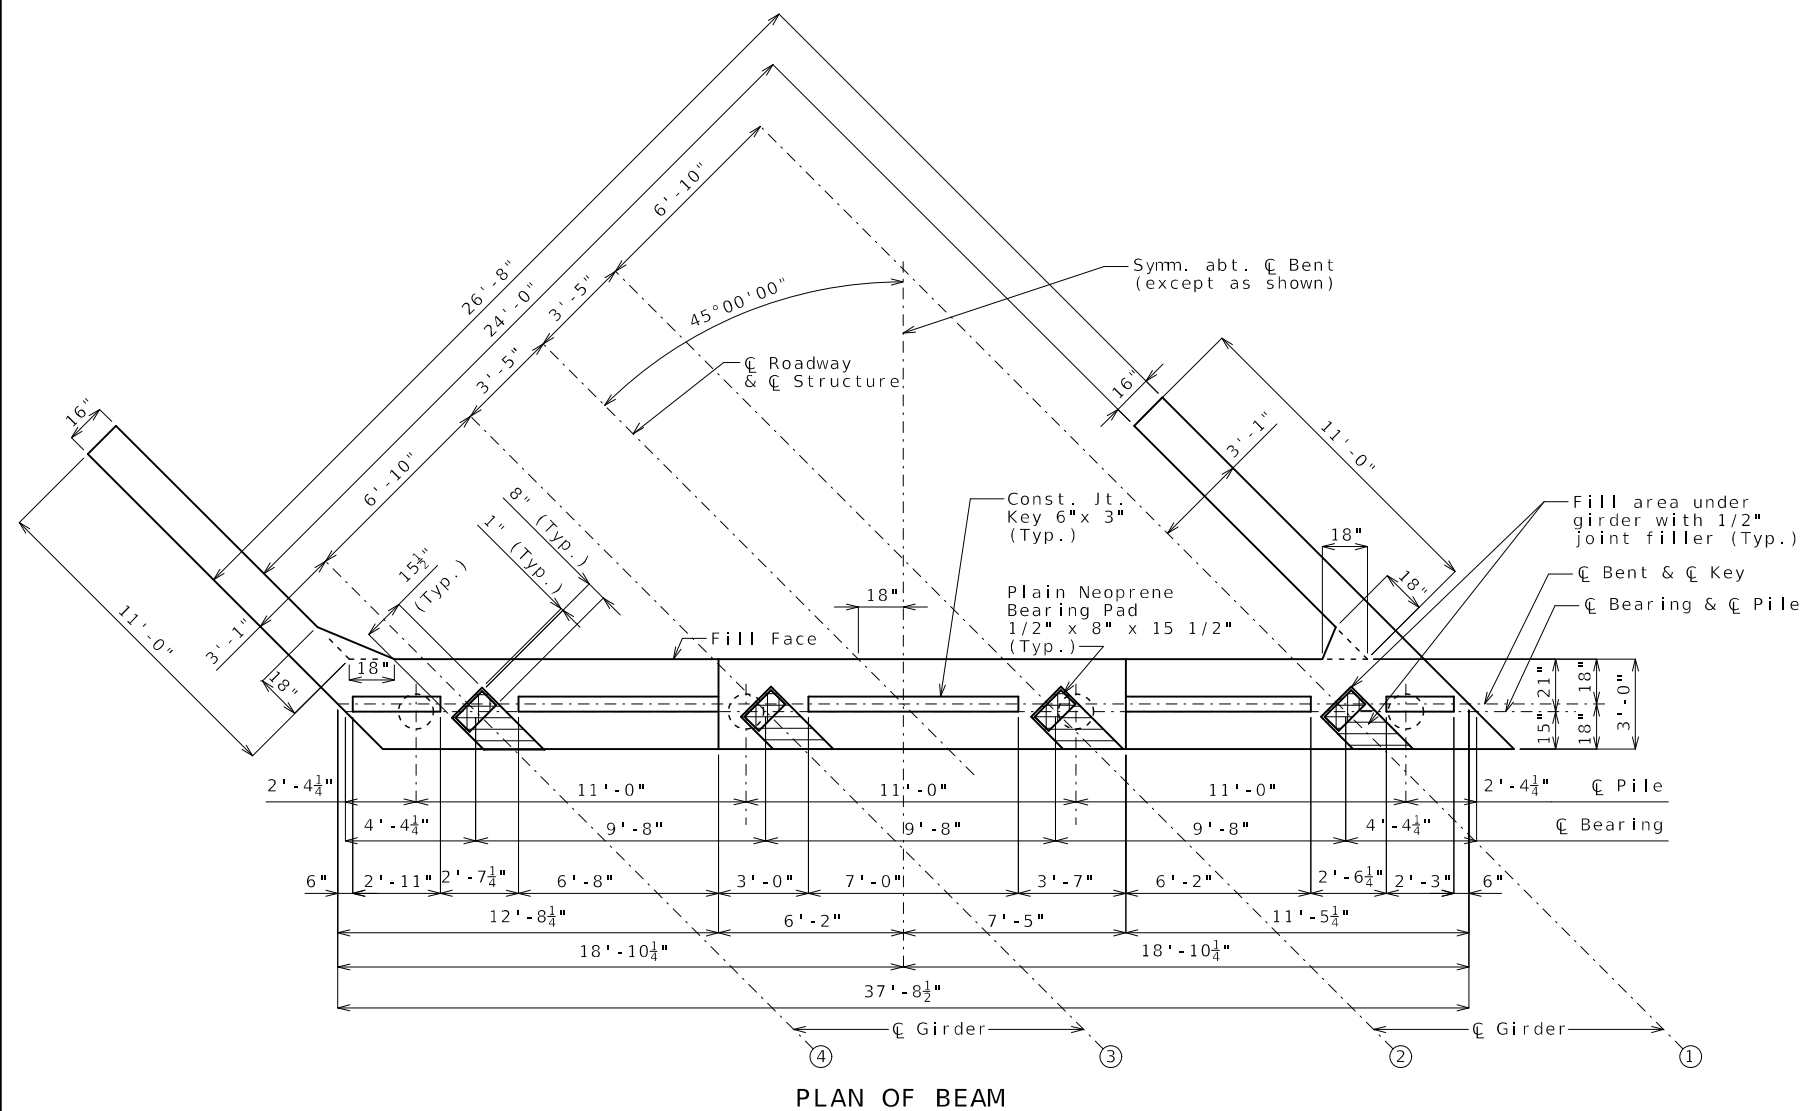 26'-8"
24'-0"
6'-10"
3'-5"
3'-5"
6'-10"
3'-1"
45°00'00"
Symm. abt. ℄ Bent
(except as shown)
℄ Roadway
& ℄ Structure
16"
11'-0"
18"
18"
16"
3'-1"
11'-0"
18"
18"
15½"
(Typ.)
8" (Typ.)
1" (Typ.)
Const. Jt.
Key 6"x 3"
(Typ.)
18"
Plain Neoprene
Bearing Pad
1/2" x 8" x 15 1/2"
(Typ.)
Fill Face
Fill area under
girder with 1/2"
joint filler (Typ.)
℄ Bent & ℄ Key
℄ Bearing & ℄ Pile
21"
15"
18"
18"
3'-0"
2'-4¼"
11'-0"
11'-0"
11'-0"
2'-4¼"
℄ Pile
4'-4¼"
9'-8"
9'-8"
9'-8"
4'-4¼"
℄ Bearing
6"
2'-11"
2'-7¼"
6'-8"
3'-0"
7'-0"
3'-7"
6'-2"
2'-6¼"
2'-3"
6"
12'-8¼"
6'-2"
7'-5"
11'-5¼"
18'-10¼"
18'-10¼"
37'-8½"
℄ Girder
℄ Girder
4
3
2
1
PLAN OF BEAM